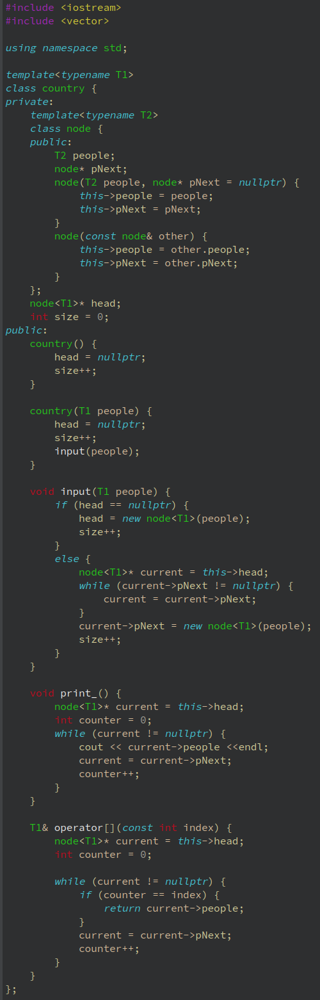 #include <iostream>
#include <vector>

using namespace std;

template<typename T1>
class country {
private:
    template<typename T2>
    class node {
    public:
        T2 people;
        node* pNext;
        node(T2 people, node* pNext = nullptr) {
            this->people = people;
            this->pNext = pNext;
        }
        node(const node& other) {
            this->people = other.people;
            this->pNext = other.pNext;
        }
    };
    node<T1>* head;
    int size = 0;
public:
    country() {
        head = nullptr;
        size++;
    }

    country(T1 people) {
        head = nullptr;
        size++;
        input(people);
    }

    void input(T1 people) {
        if (head == nullptr) {
            head = new node<T1>(people);
            size++;
        }
        else {
            node<T1>* current = this->head;
            while (current->pNext != nullptr) {
                current = current->pNext;
            }
            current->pNext = new node<T1>(people);
            size++;
        }
    }

    void print_() {
        node<T1>* current = this->head;
        int counter = 0;
        while (current != nullptr) {
            cout << current->people <<endl;
            current = current->pNext;
            counter++;
        }
    }

    T1& operator[](const int index) {
        node<T1>* current = this->head;
        int counter = 0;

        while (current != nullptr) {
            if (counter == index) {
                return current->people;
            }
            current = current->pNext;
            counter++;
        }
    }
};